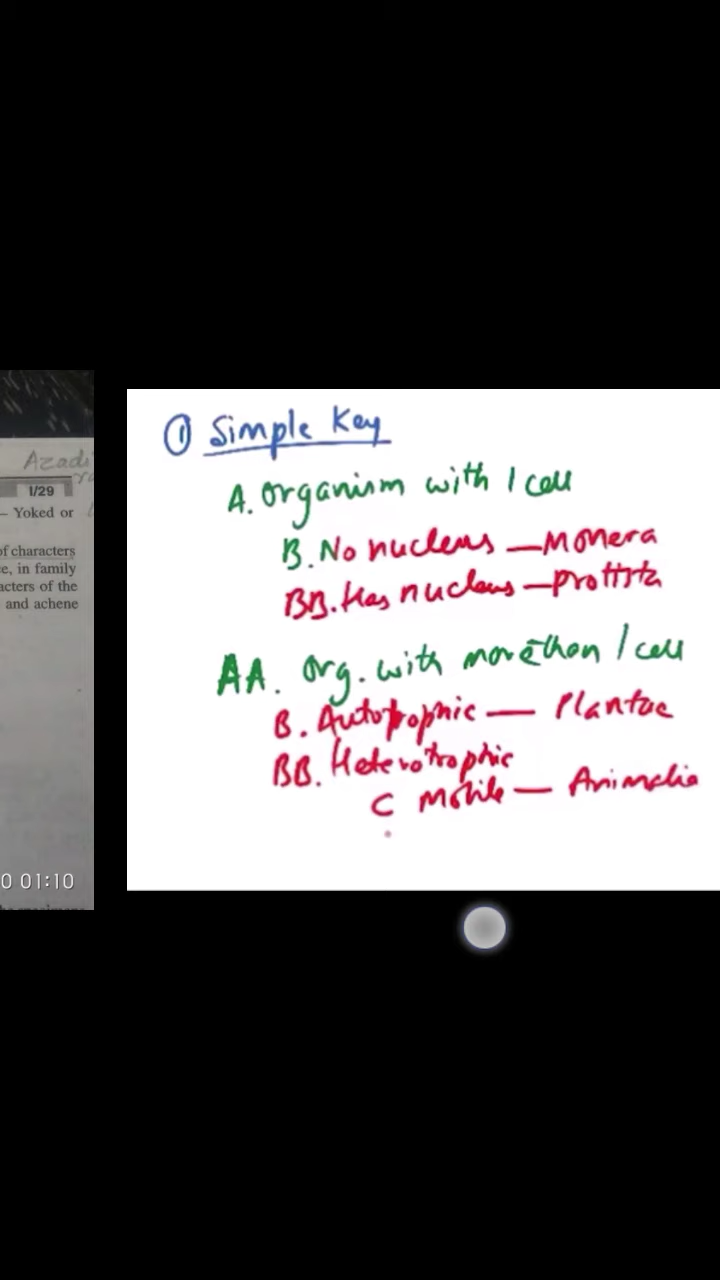 Azadi
1/29
– Yoked or
of characters
e, in family
acters of the
and achene
0 01:10
① Simple Key
A. Organism with 1 cell
B. No nucleus — Monera
BB. Has nucleus — Prottsta
AA. Org. with more than 1 cell
B. Autotrophic — Plantae
BB. Heterotrophic
C Motile — Animalia